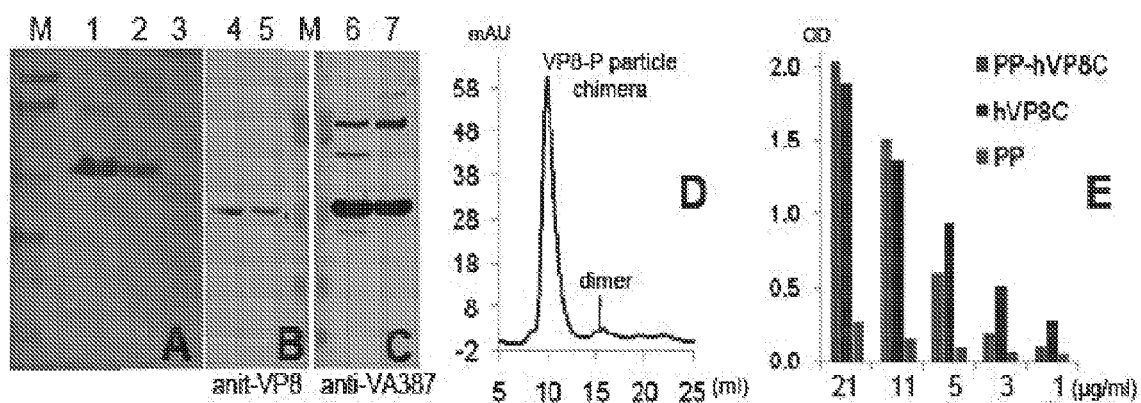 M 1 2 3 4 5 M 6 7
A
B
C
anit-VP8 anti-VA387
mAU
VP8-P particle
chimera
58
48
38
28
18
8
-2
dimer
D
5 10 15 20 25 (ml)
OD
2.0
1.5
1.0
0.5
0.0
PP-hVP8C
hVP8C
PP
E
21 11 5 3 1 (µg/ml)